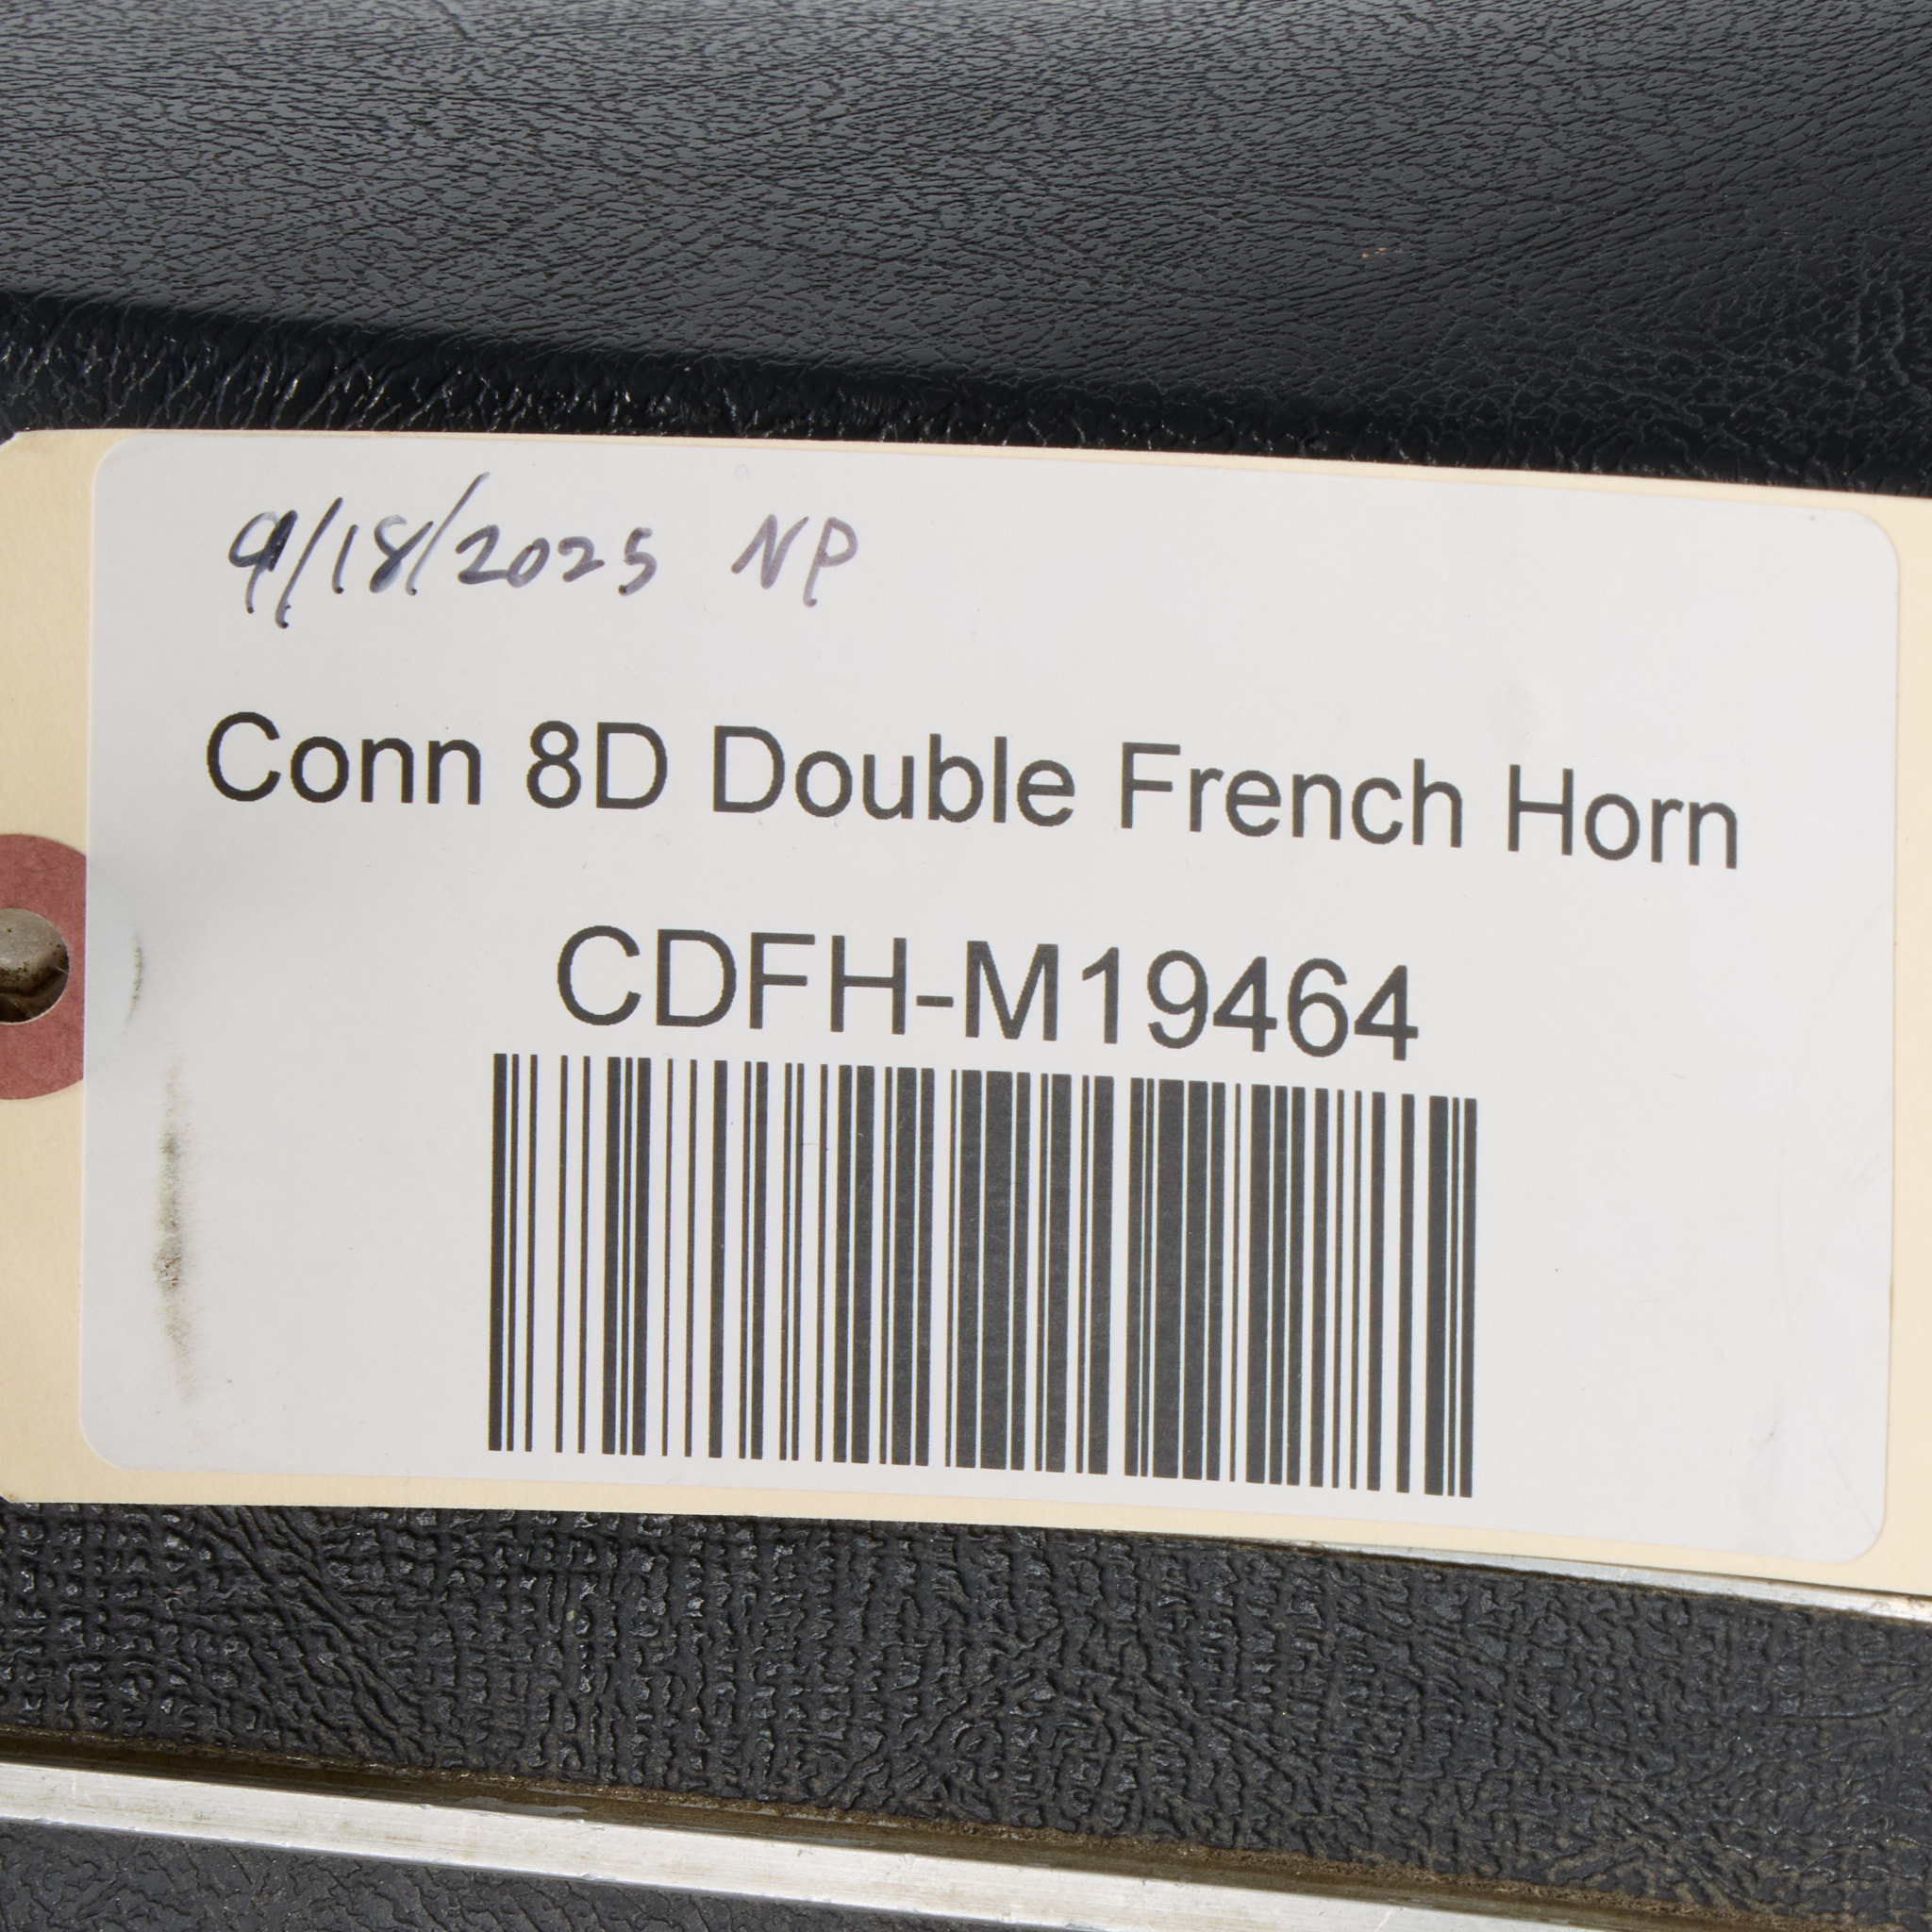 9/18/2025 NP
Conn 8D Double French Horn
CDFH-M19464